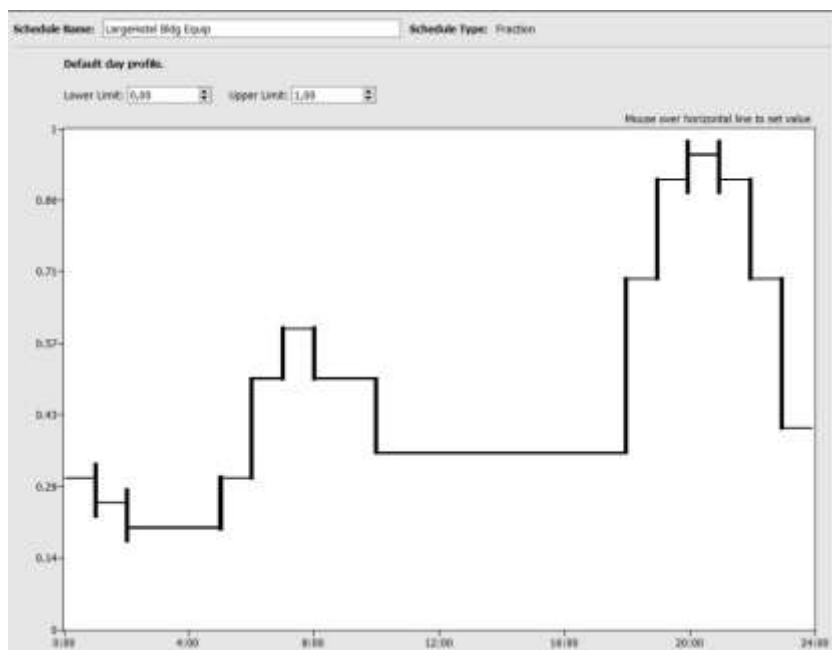 Schedule Name: LargeHotel Bldg Equip Schedule Type: Fraction
Default day profile.
Lower Limit: 0,00 Upper Limit: 1,00
Mouse over horizontal line to set value
1
0.86
0.71
0.57
0.43
0.29
0.14
0
0:00 4:00 8:00 12:00 16:00 20:00 24:00